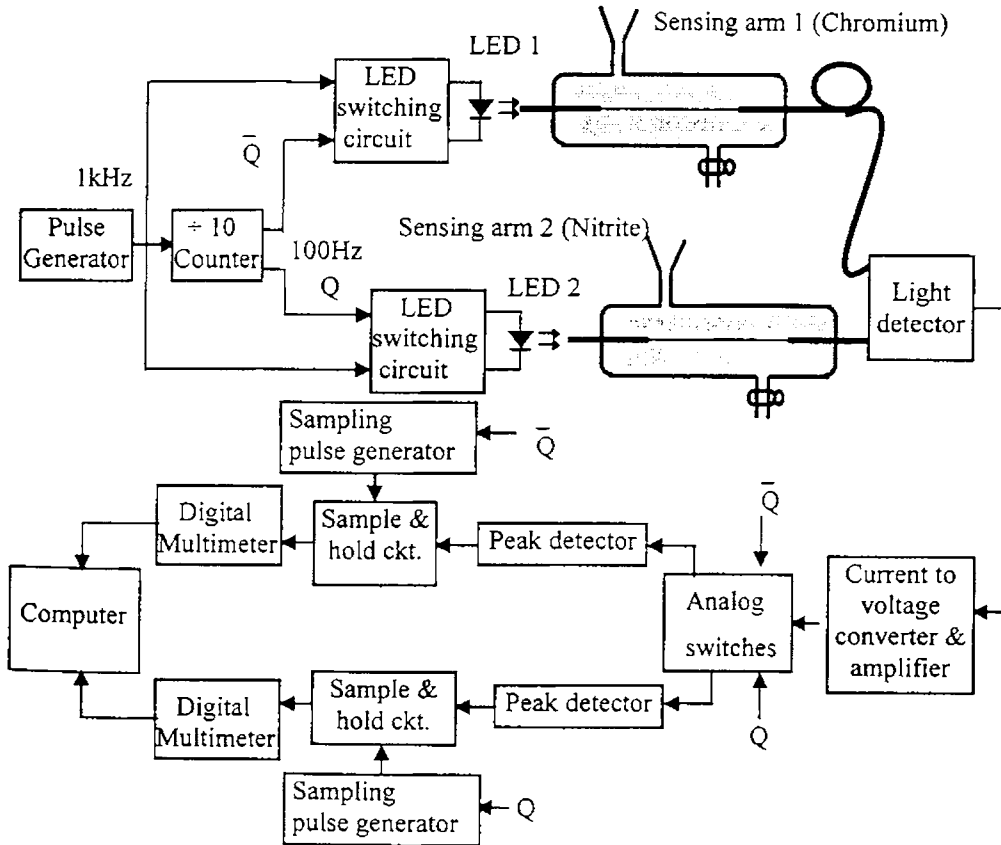 Sensing arm 1 (Chromium)
LED 1
LED
switching
circuit
Q̅
1kHz
Pulse
Generator
÷ 10
Counter
100Hz
Q
Sensing arm 2 (Nitrite)
LED 2
LED
switching
circuit
Light
detector
Sampling
pulse generator
Q̅
Digital
Multimeter
Sample &
hold ckt.
Peak detector
Q̅
Computer
Analog
switches
Current to
voltage
converter &
amplifier
Digital
Multimeter
Sample &
hold ckt.
Peak detector
Q
Sampling
pulse generator
Q